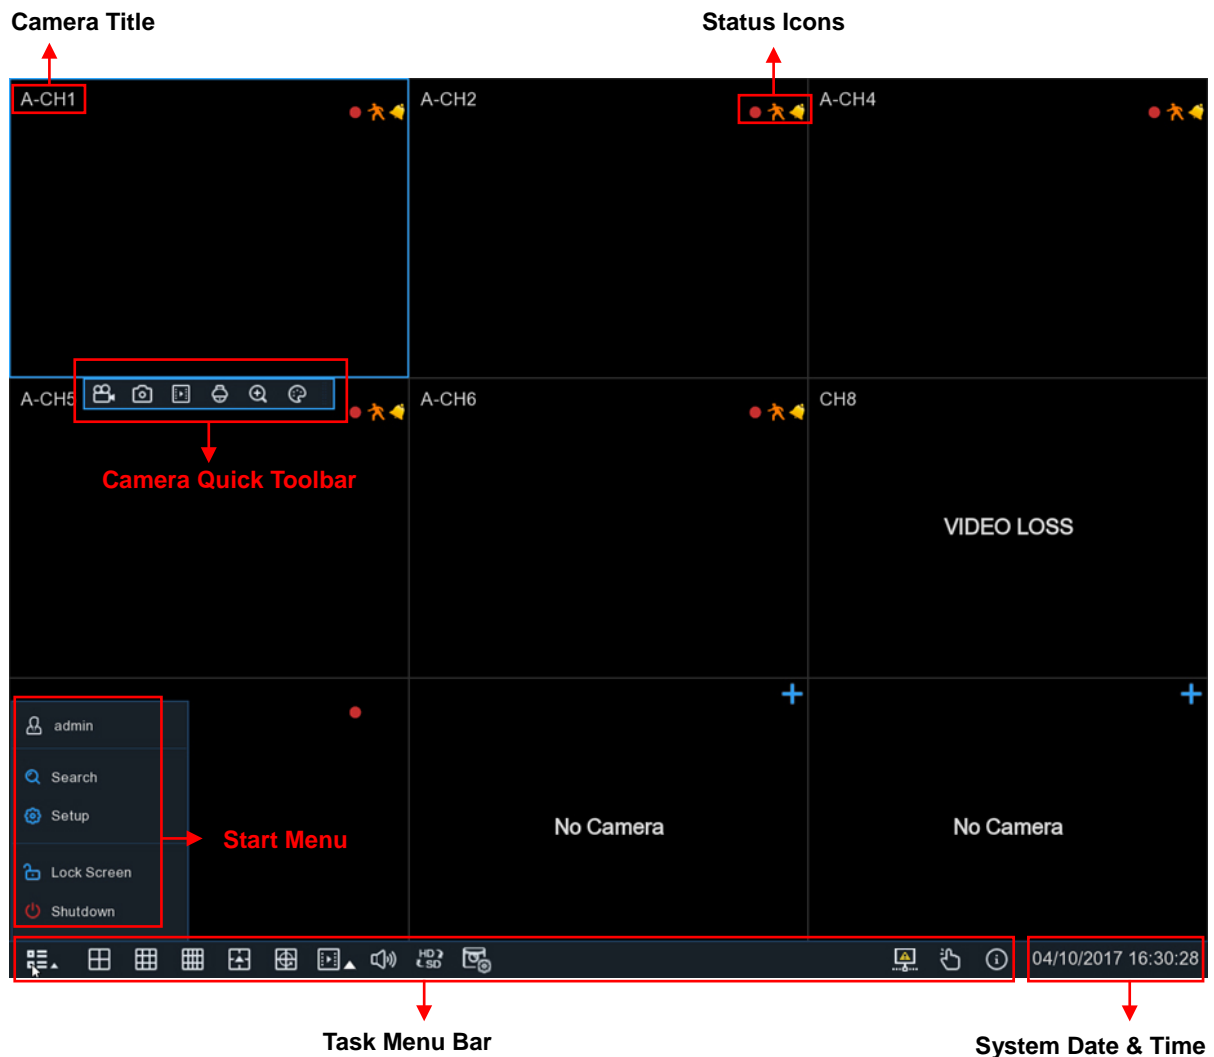 Camera Title
Status Icons
A-CH1
A-CH2
A-CH4
A-CH5
A-CH6
CH8
Camera Quick Toolbar
VIDEO LOSS
admin
Search
Setup
Start Menu
No Camera
No Camera
Lock Screen
Shutdown
HD
SD
04/10/2017 16:30:28
Task Menu Bar
System Date & Time